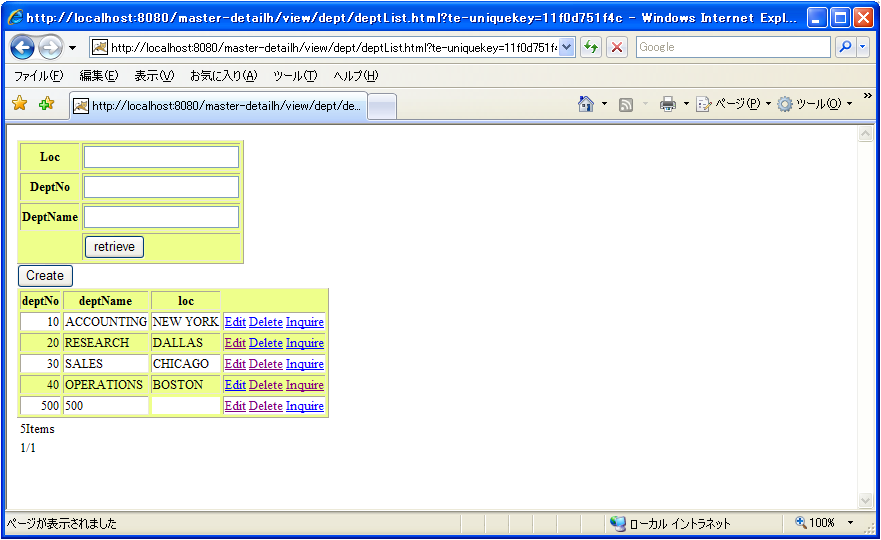 http://localhost:8080/master-detailh/view/dept/deptList.html?te-uniquekey=11f0d751f4c - Windows Internet Expl...
http://localhost:8080/master-detailh/view/dept/deptList.html?te-uniquekey=11f0d751f4 Google
ファイル(F) 編集(E) 表示(V) お気に入り(A) ツール(T) ヘルプ(H)
http://localhost:8080/master-detailh/view/dept/de... ページ(P) ツール(O) »
Loc
DeptNo
DeptName
retrieve
Create
deptNo deptName loc
10 ACCOUNTING NEW YORK Edit Delete Inquire
20 RESEARCH DALLAS Edit Delete Inquire
30 SALES CHICAGO Edit Delete Inquire
40 OPERATIONS BOSTON Edit Delete Inquire
500 500 Edit Delete Inquire
5Items
1/1
ページが表示されました ローカル イントラネット 100%